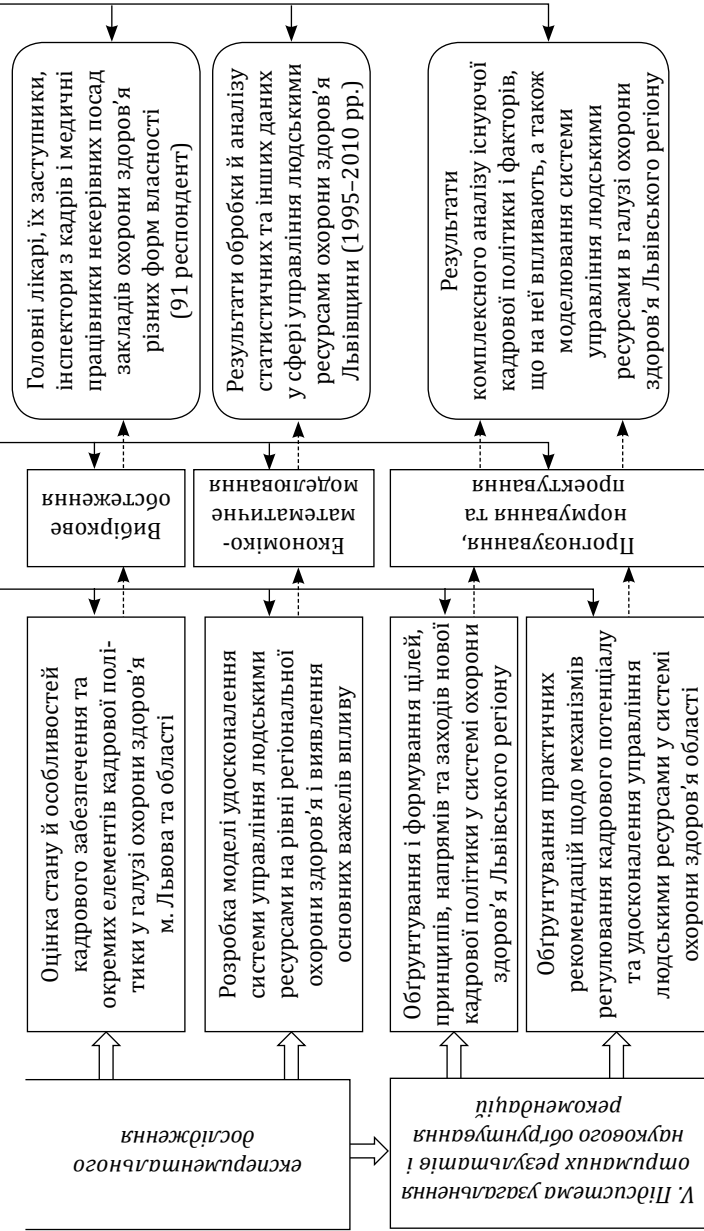 експериментального
дослідження
V. Підсистема узагальнення
отриманих результатів і
наукового обґрунтування
рекомендацій
Оцінка стану й особливостей
кадрового забезпечення та
окремих елементів кадрової полі-
тики у галузі охорони здоров'я
м. Львова та області
Розробка моделі удосконалення
системи управління людськими
ресурсами на рівні регіональної
охорони здоров'я і виявлення
основних важелів впливу
Обґрунтування і формування цілей,
принципів, напрямів та заходів нової
кадрової політики у системі охорони
здоров'я Львівського регіону
Обґрунтування практичних
рекомендацій щодо механізмів
регулювання кадрового потенціалу
та удосконалення управління
людськими ресурсами у системі
охорони здоров'я області
Вибіркове
обстеження
Економіко-
математичне
моделювання
Прогнозування,
нормування та
проектування
Головні лікарі, їх заступники,
інспектори з кадрів і медичні
працівники некерівних посад
закладів охорони здоров'я
різних форм власності
(91 респондент)
Результати обробки й аналізу
статистичних та інших даних
у сфері управління людськими
ресурсами охорони здоров'я
Львівщини (1995–2010 рр.)
Результати
комплексного аналізу існуючої
кадрової політики і факторів,
що на неї впливають, а також
моделювання системи
управління людськими
ресурсами в галузі охорони
здоров'я Львівського регіону